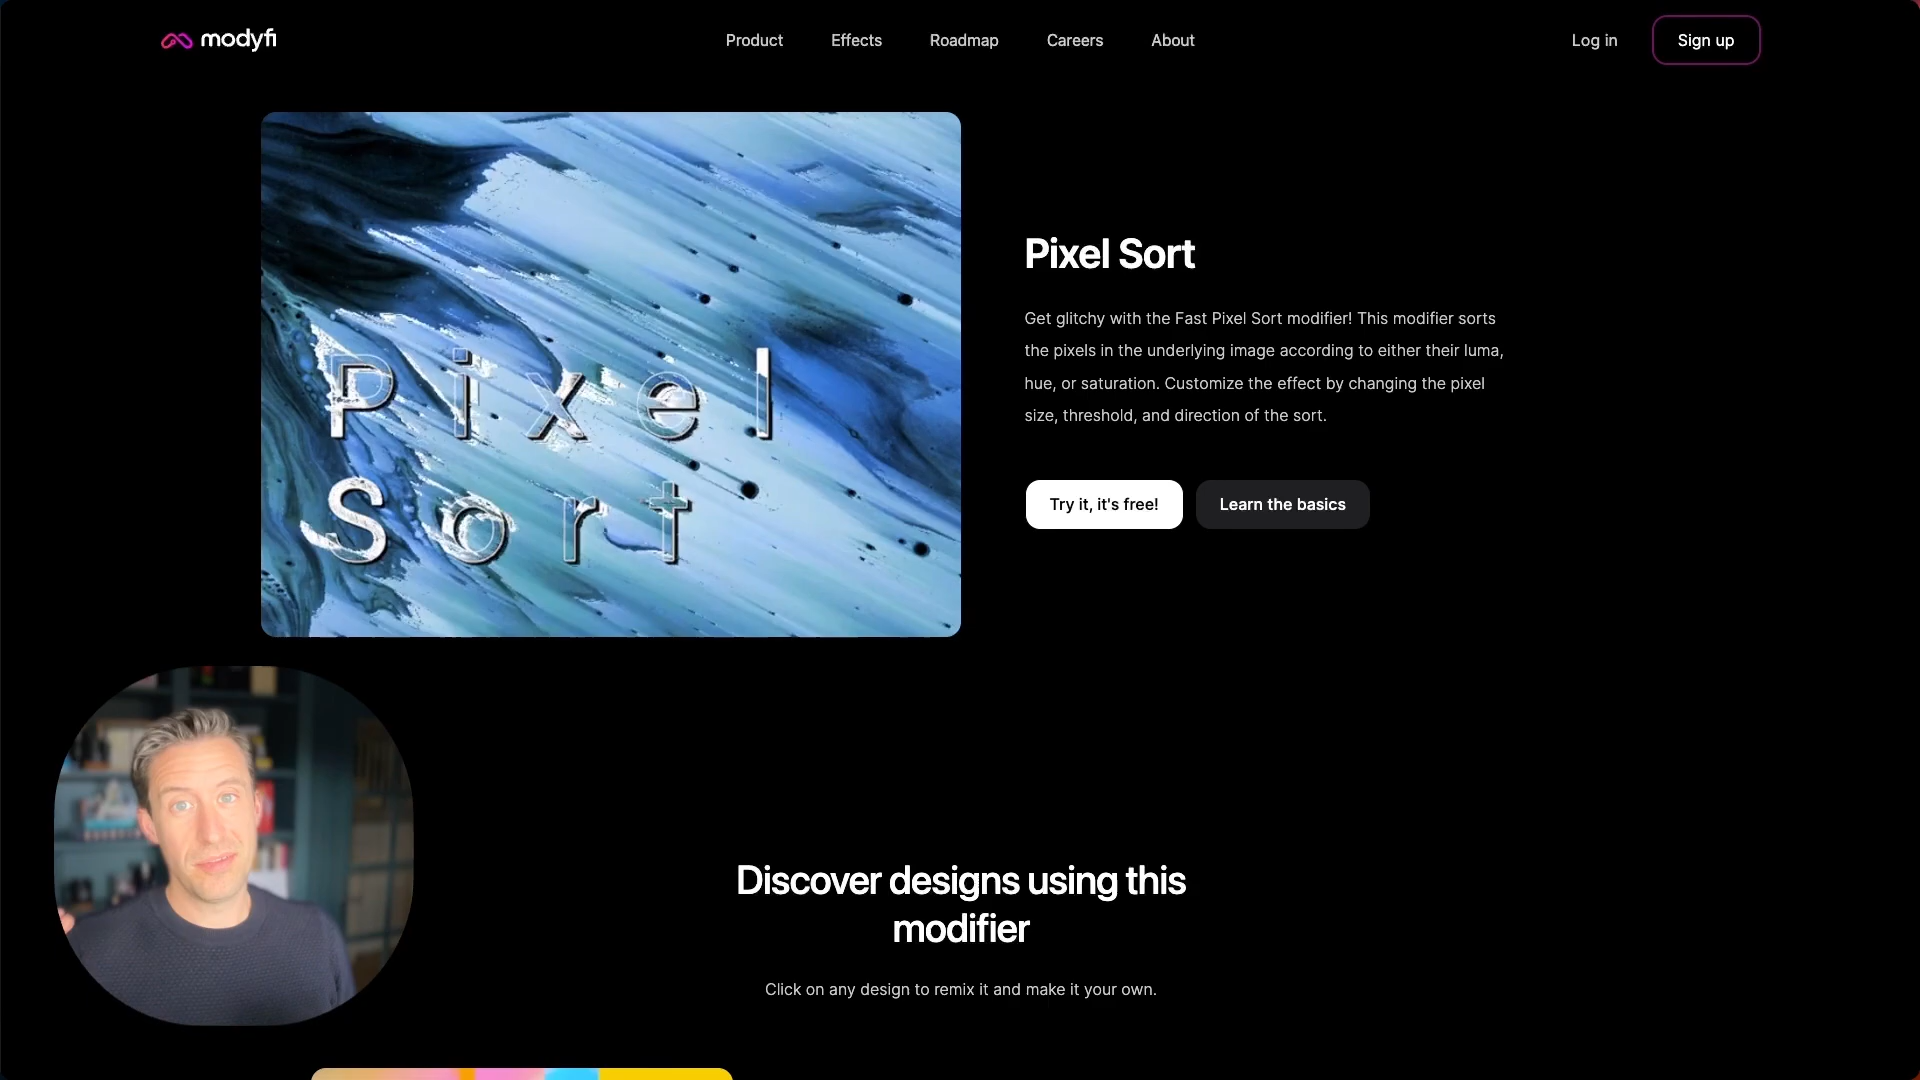 modyfi
Product
Effects
Roadmap
Careers
About
Log in
Sign up
Pixel
Sort
Pixel Sort
Get glitchy with the Fast Pixel Sort modifier! This modifier sorts
the pixels in the underlying image according to either their luma,
hue, or saturation. Customize the effect by changing the pixel
size, threshold, and direction of the sort.
Try it, it's free!
Learn the basics
Discover designs using this
modifier
Click on any design to remix it and make it your own.